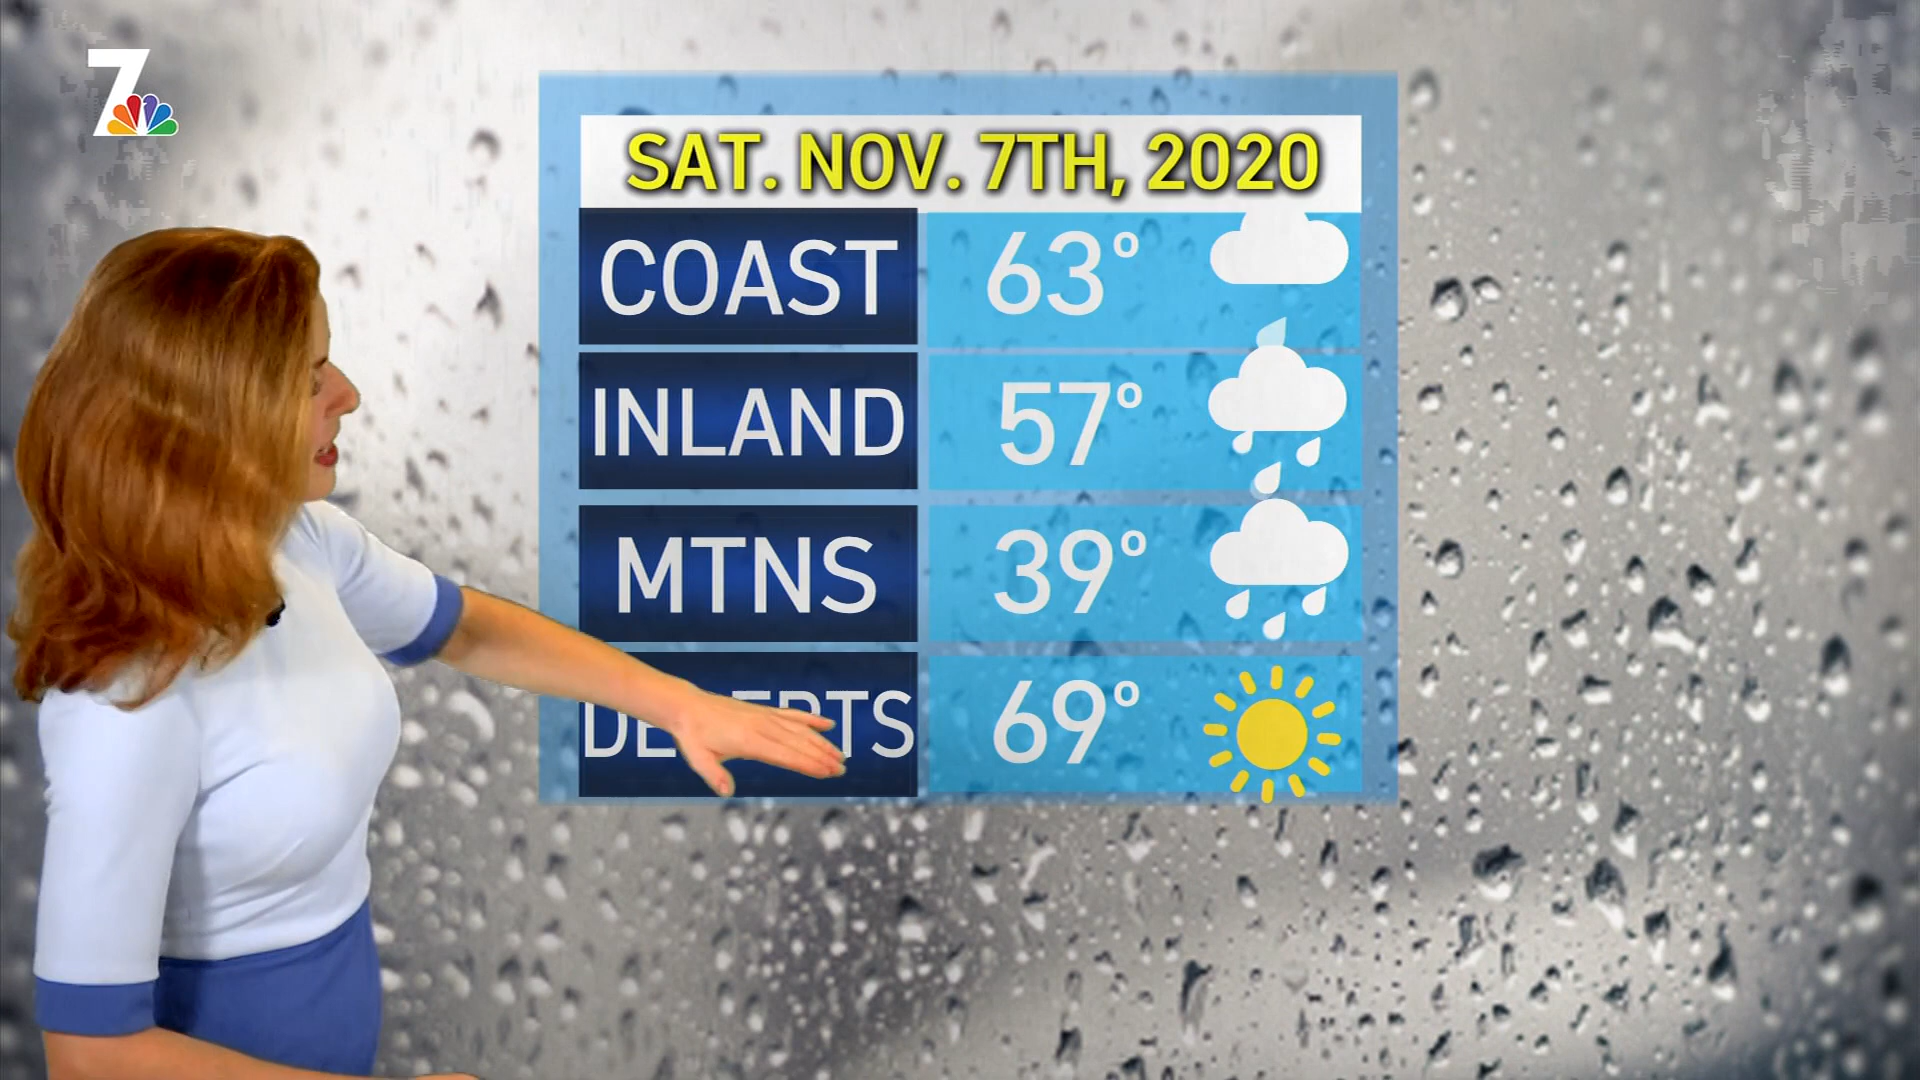 7
SAT. NOV. 7TH, 2020
COAST 63°
INLAND 57°
MTNS 39°
69°